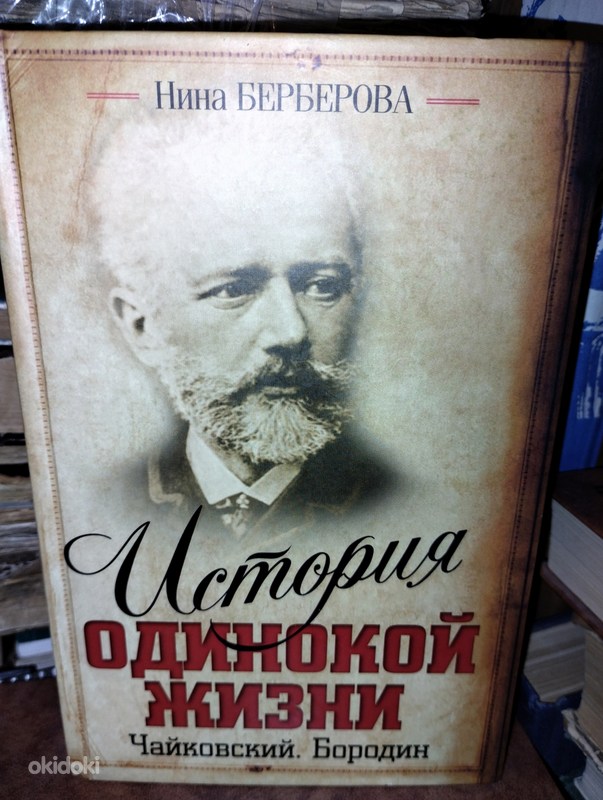 Нина БЕРБЕРОВА
История
ОДИНОКОЙ
ЖИЗНИ
Чайковский. Бородин
okidoki